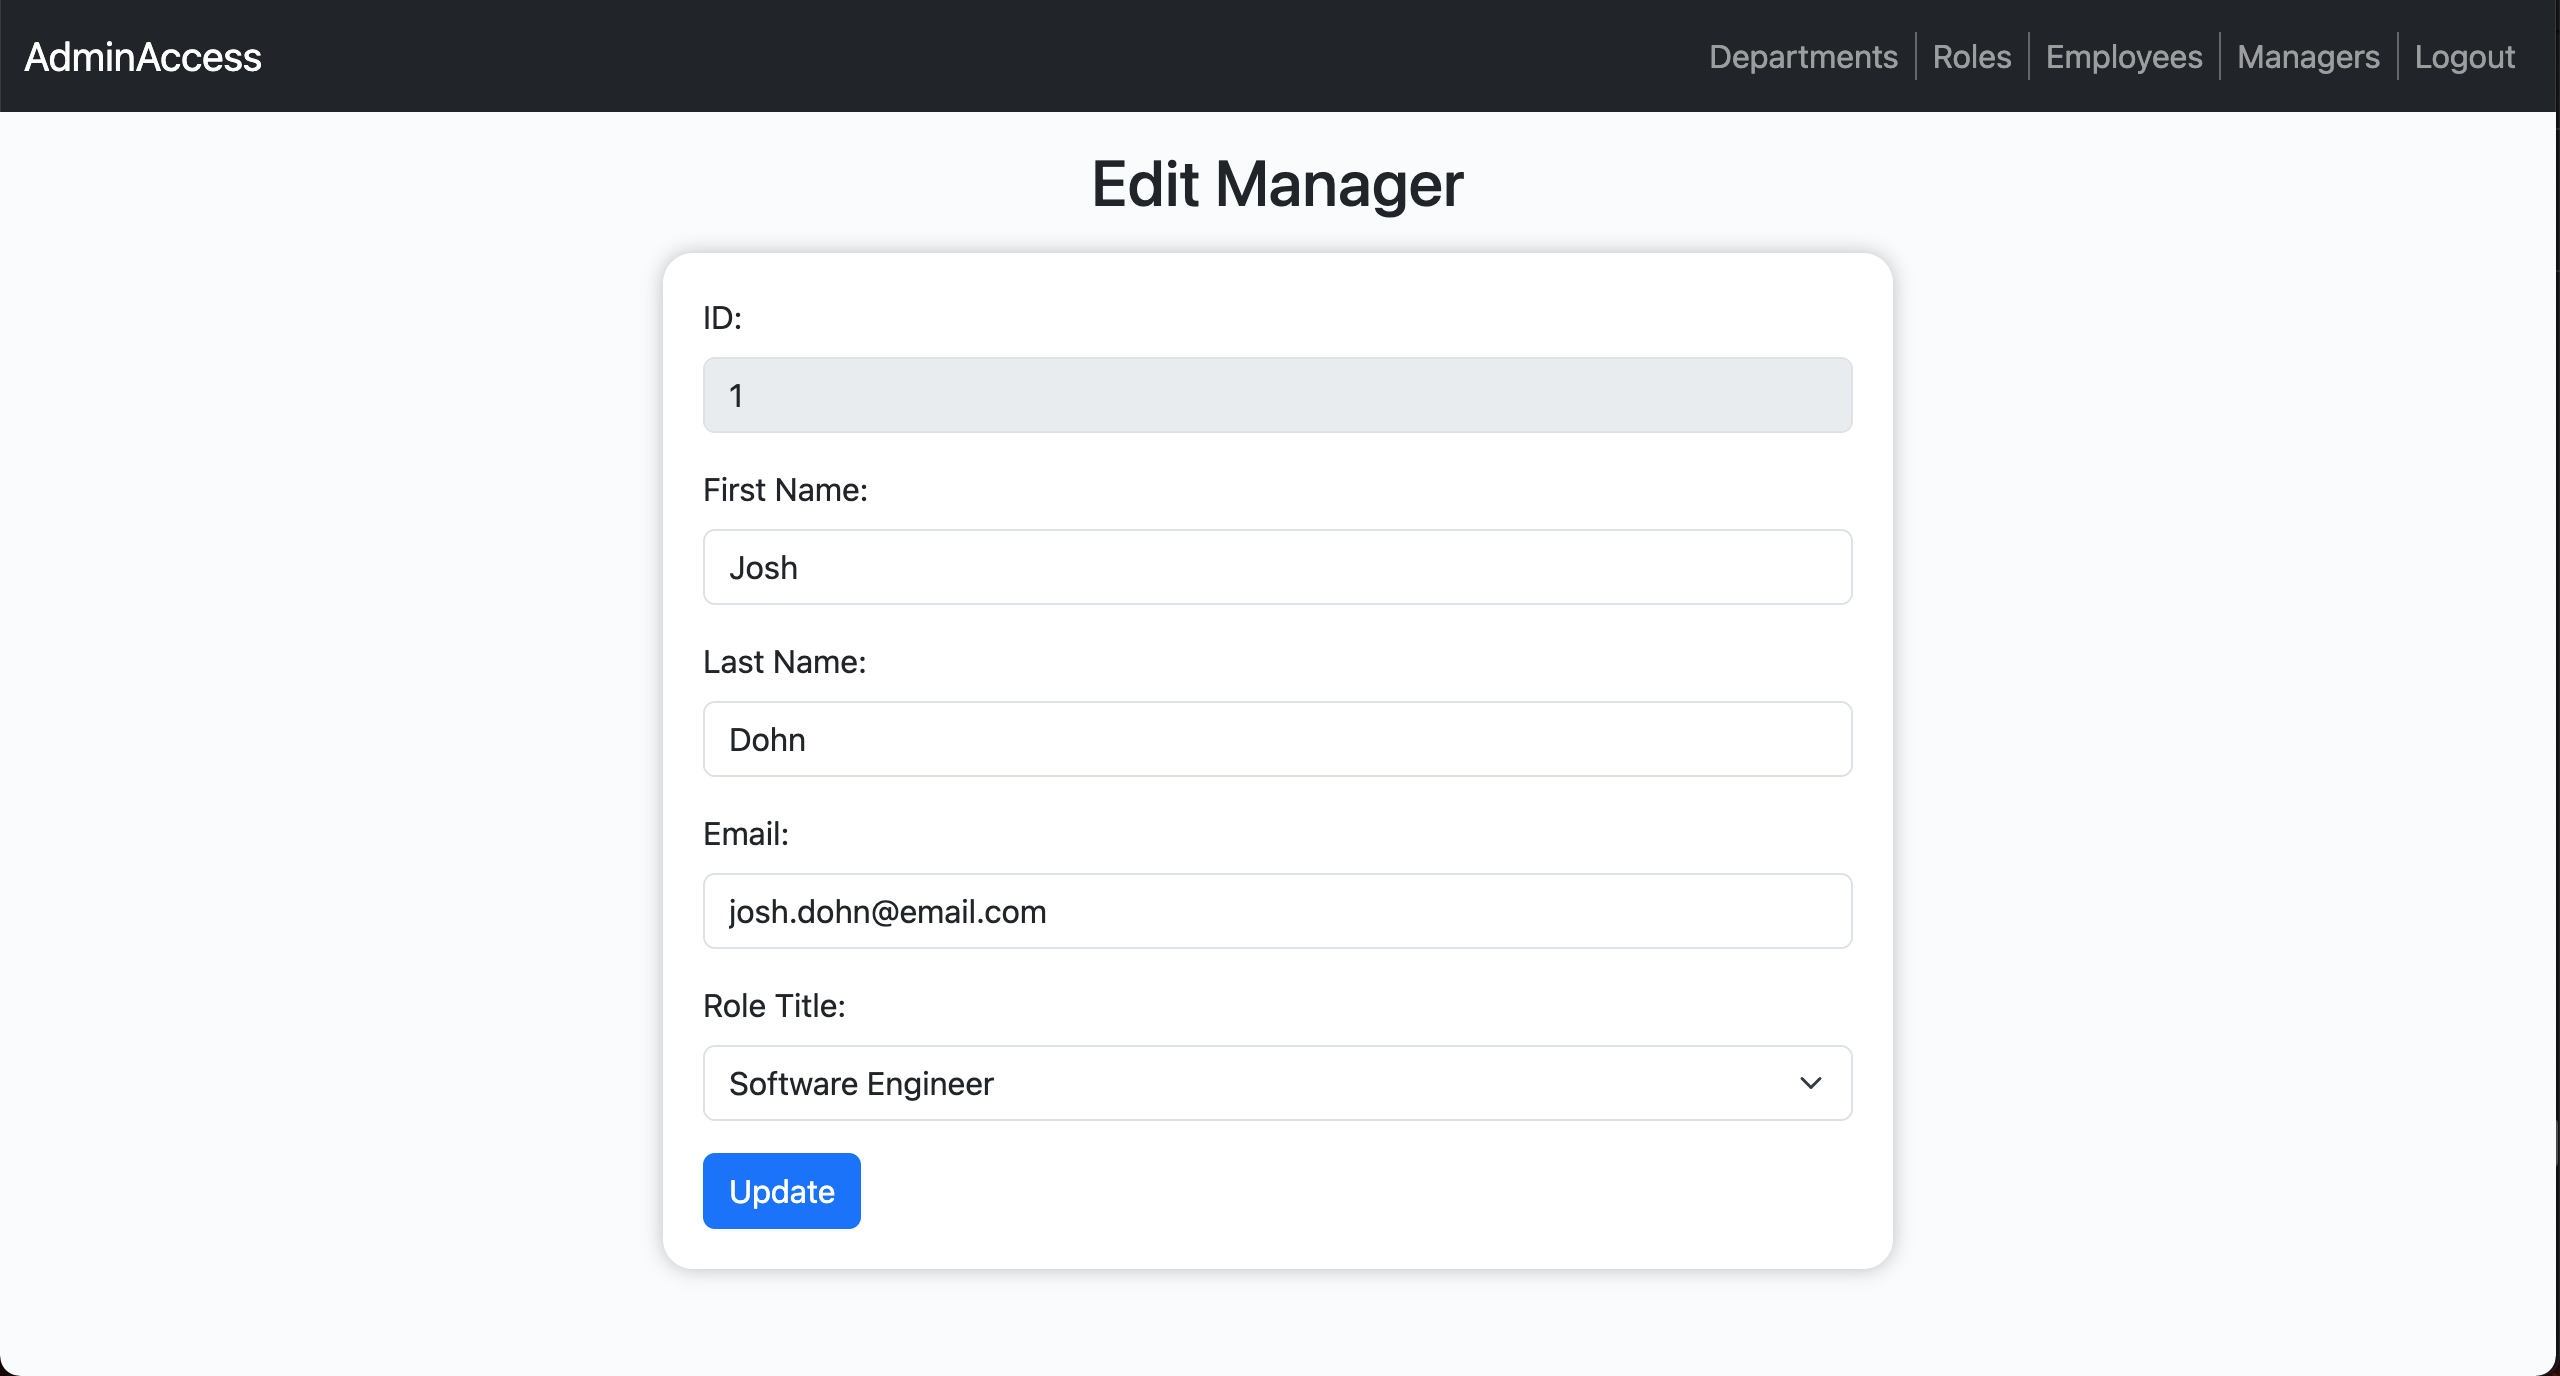 AdminAccess
Departments
Roles
Employees
Managers
Logout
Edit Manager
ID:
1
First Name:
Josh
Last Name:
Dohn
Email:
josh.dohn@email.com
Role Title:
Software Engineer
Update